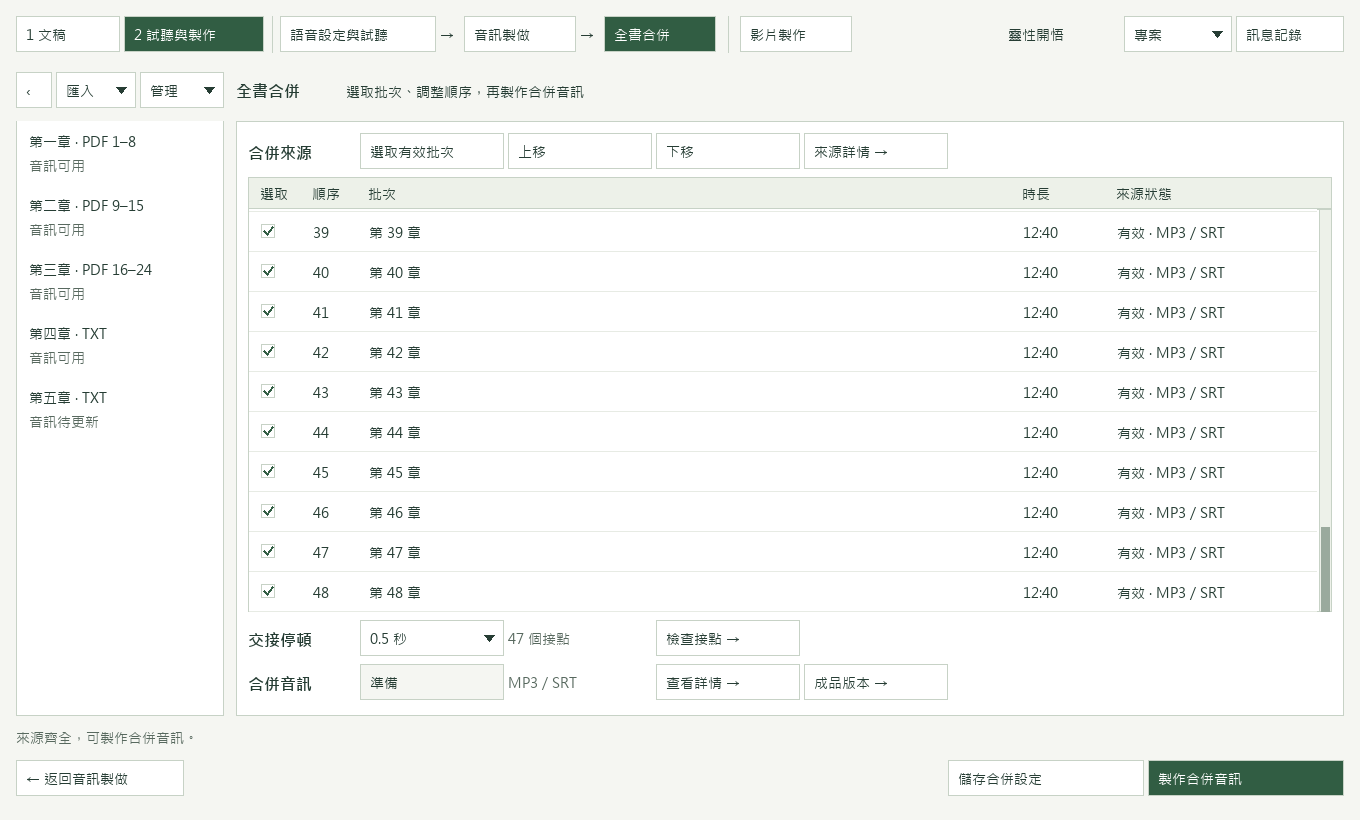 1 文稿
2 試聽與製作
語音設定與試聽 →
音訊製做 →
全書合併
影片製作
靈性開悟
專案
訊息記錄
‹
匯入
管理
全書合併
選取批次、調整順序，再製作合併音訊
第一章 · PDF 1–8
音訊可用
第二章 · PDF 9–15
音訊可用
第三章 · PDF 16–24
音訊可用
第四章 · TXT
音訊可用
第五章 · TXT
音訊待更新
合併來源
選取有效批次
上移
下移
來源詳情 →
選取 順序 批次 時長 來源狀態
39 第 39 章 12:40 有效 · MP3 / SRT
40 第 40 章 12:40 有效 · MP3 / SRT
41 第 41 章 12:40 有效 · MP3 / SRT
42 第 42 章 12:40 有效 · MP3 / SRT
43 第 43 章 12:40 有效 · MP3 / SRT
44 第 44 章 12:40 有效 · MP3 / SRT
45 第 45 章 12:40 有效 · MP3 / SRT
46 第 46 章 12:40 有效 · MP3 / SRT
47 第 47 章 12:40 有效 · MP3 / SRT
48 第 48 章 12:40 有效 · MP3 / SRT
交接停頓
0.5 秒
47 個接點
檢查接點 →
合併音訊
準備
MP3 / SRT
查看詳情 →
成品版本 →
來源齊全，可製作合併音訊。
← 返回音訊製做
儲存合併設定
製作合併音訊